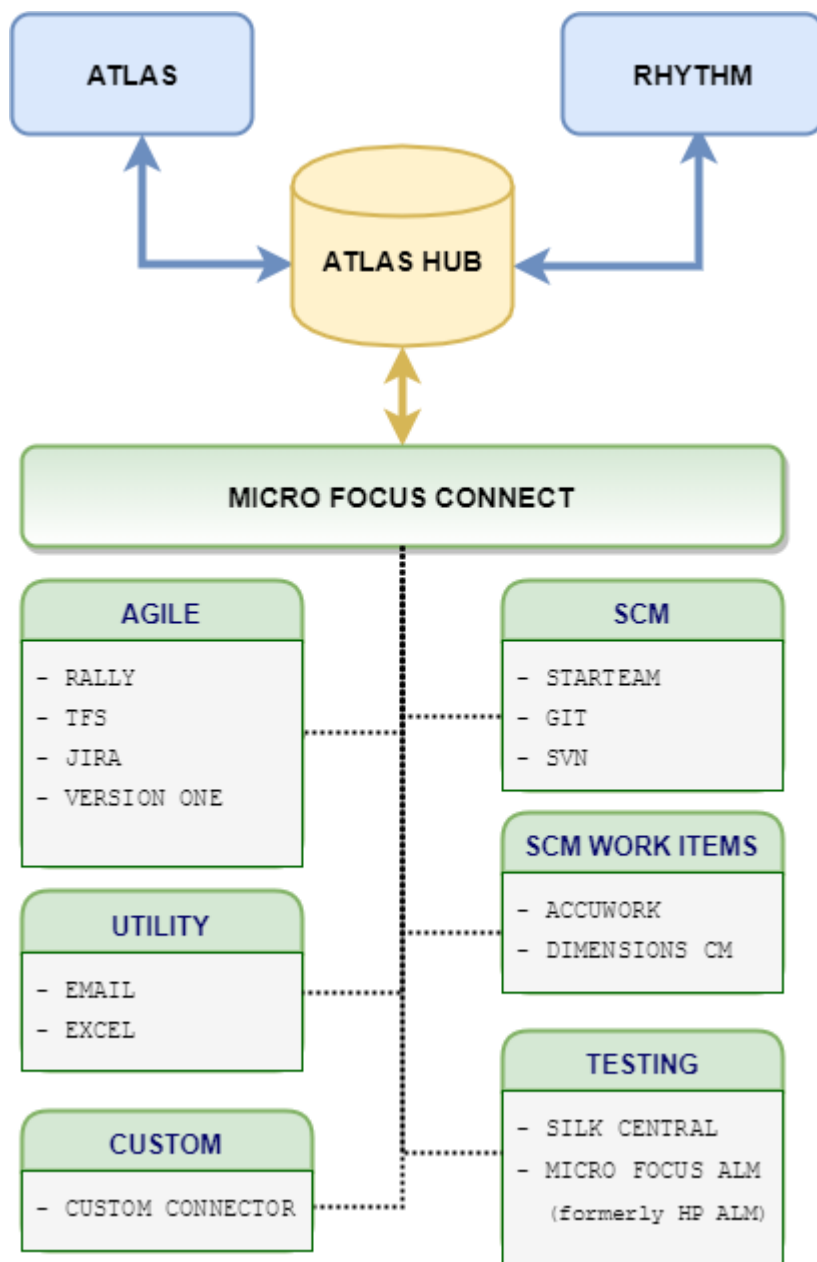 ATLAS
RHYTHM
ATLAS HUB
MICRO FOCUS CONNECT
AGILE
- RALLY
- TFS
- JIRA
- VERSION ONE
SCM
- STARTEAM
- GIT
- SVN
SCM WORK ITEMS
- ACCUWORK
- DIMENSIONS CM
UTILITY
- EMAIL
- EXCEL
TESTING
- SILK CENTRAL
- MICRO FOCUS ALM
(formerly HP ALM)
CUSTOM
- CUSTOM CONNECTOR